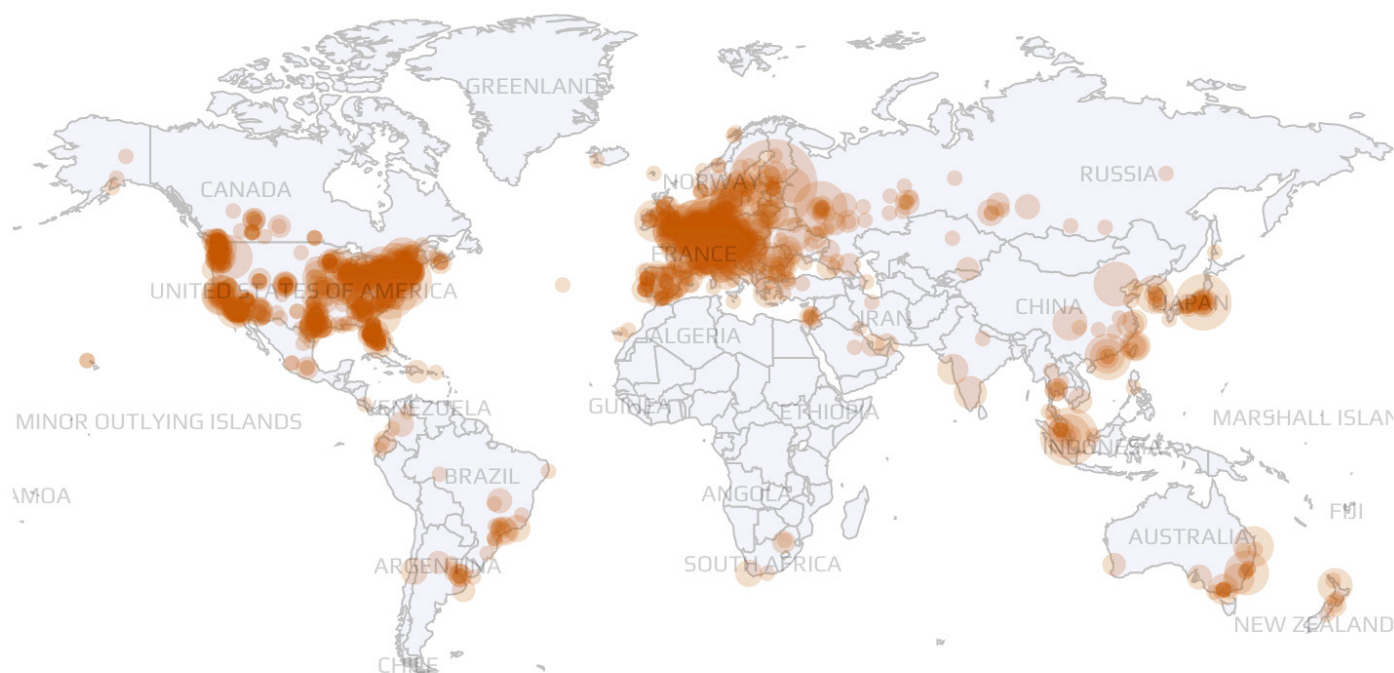 GREENLAND
RUSSIA
CANADA
NORWAY
FRANCE
UNITED STATES OF AMERICA
CHINA
JAPAN
IRAN
ALGERIA
VENEZUELA
GUINEA
ETHIOPIA
MINOR OUTLYING ISLANDS
MARSHALL ISLAN
INDONESIA
BRAZIL
ANGOLA
AMOA
FIJI
AUSTRALIA
ARGENTINA
SOUTH AFRICA
NEW ZEALAND
CHILE